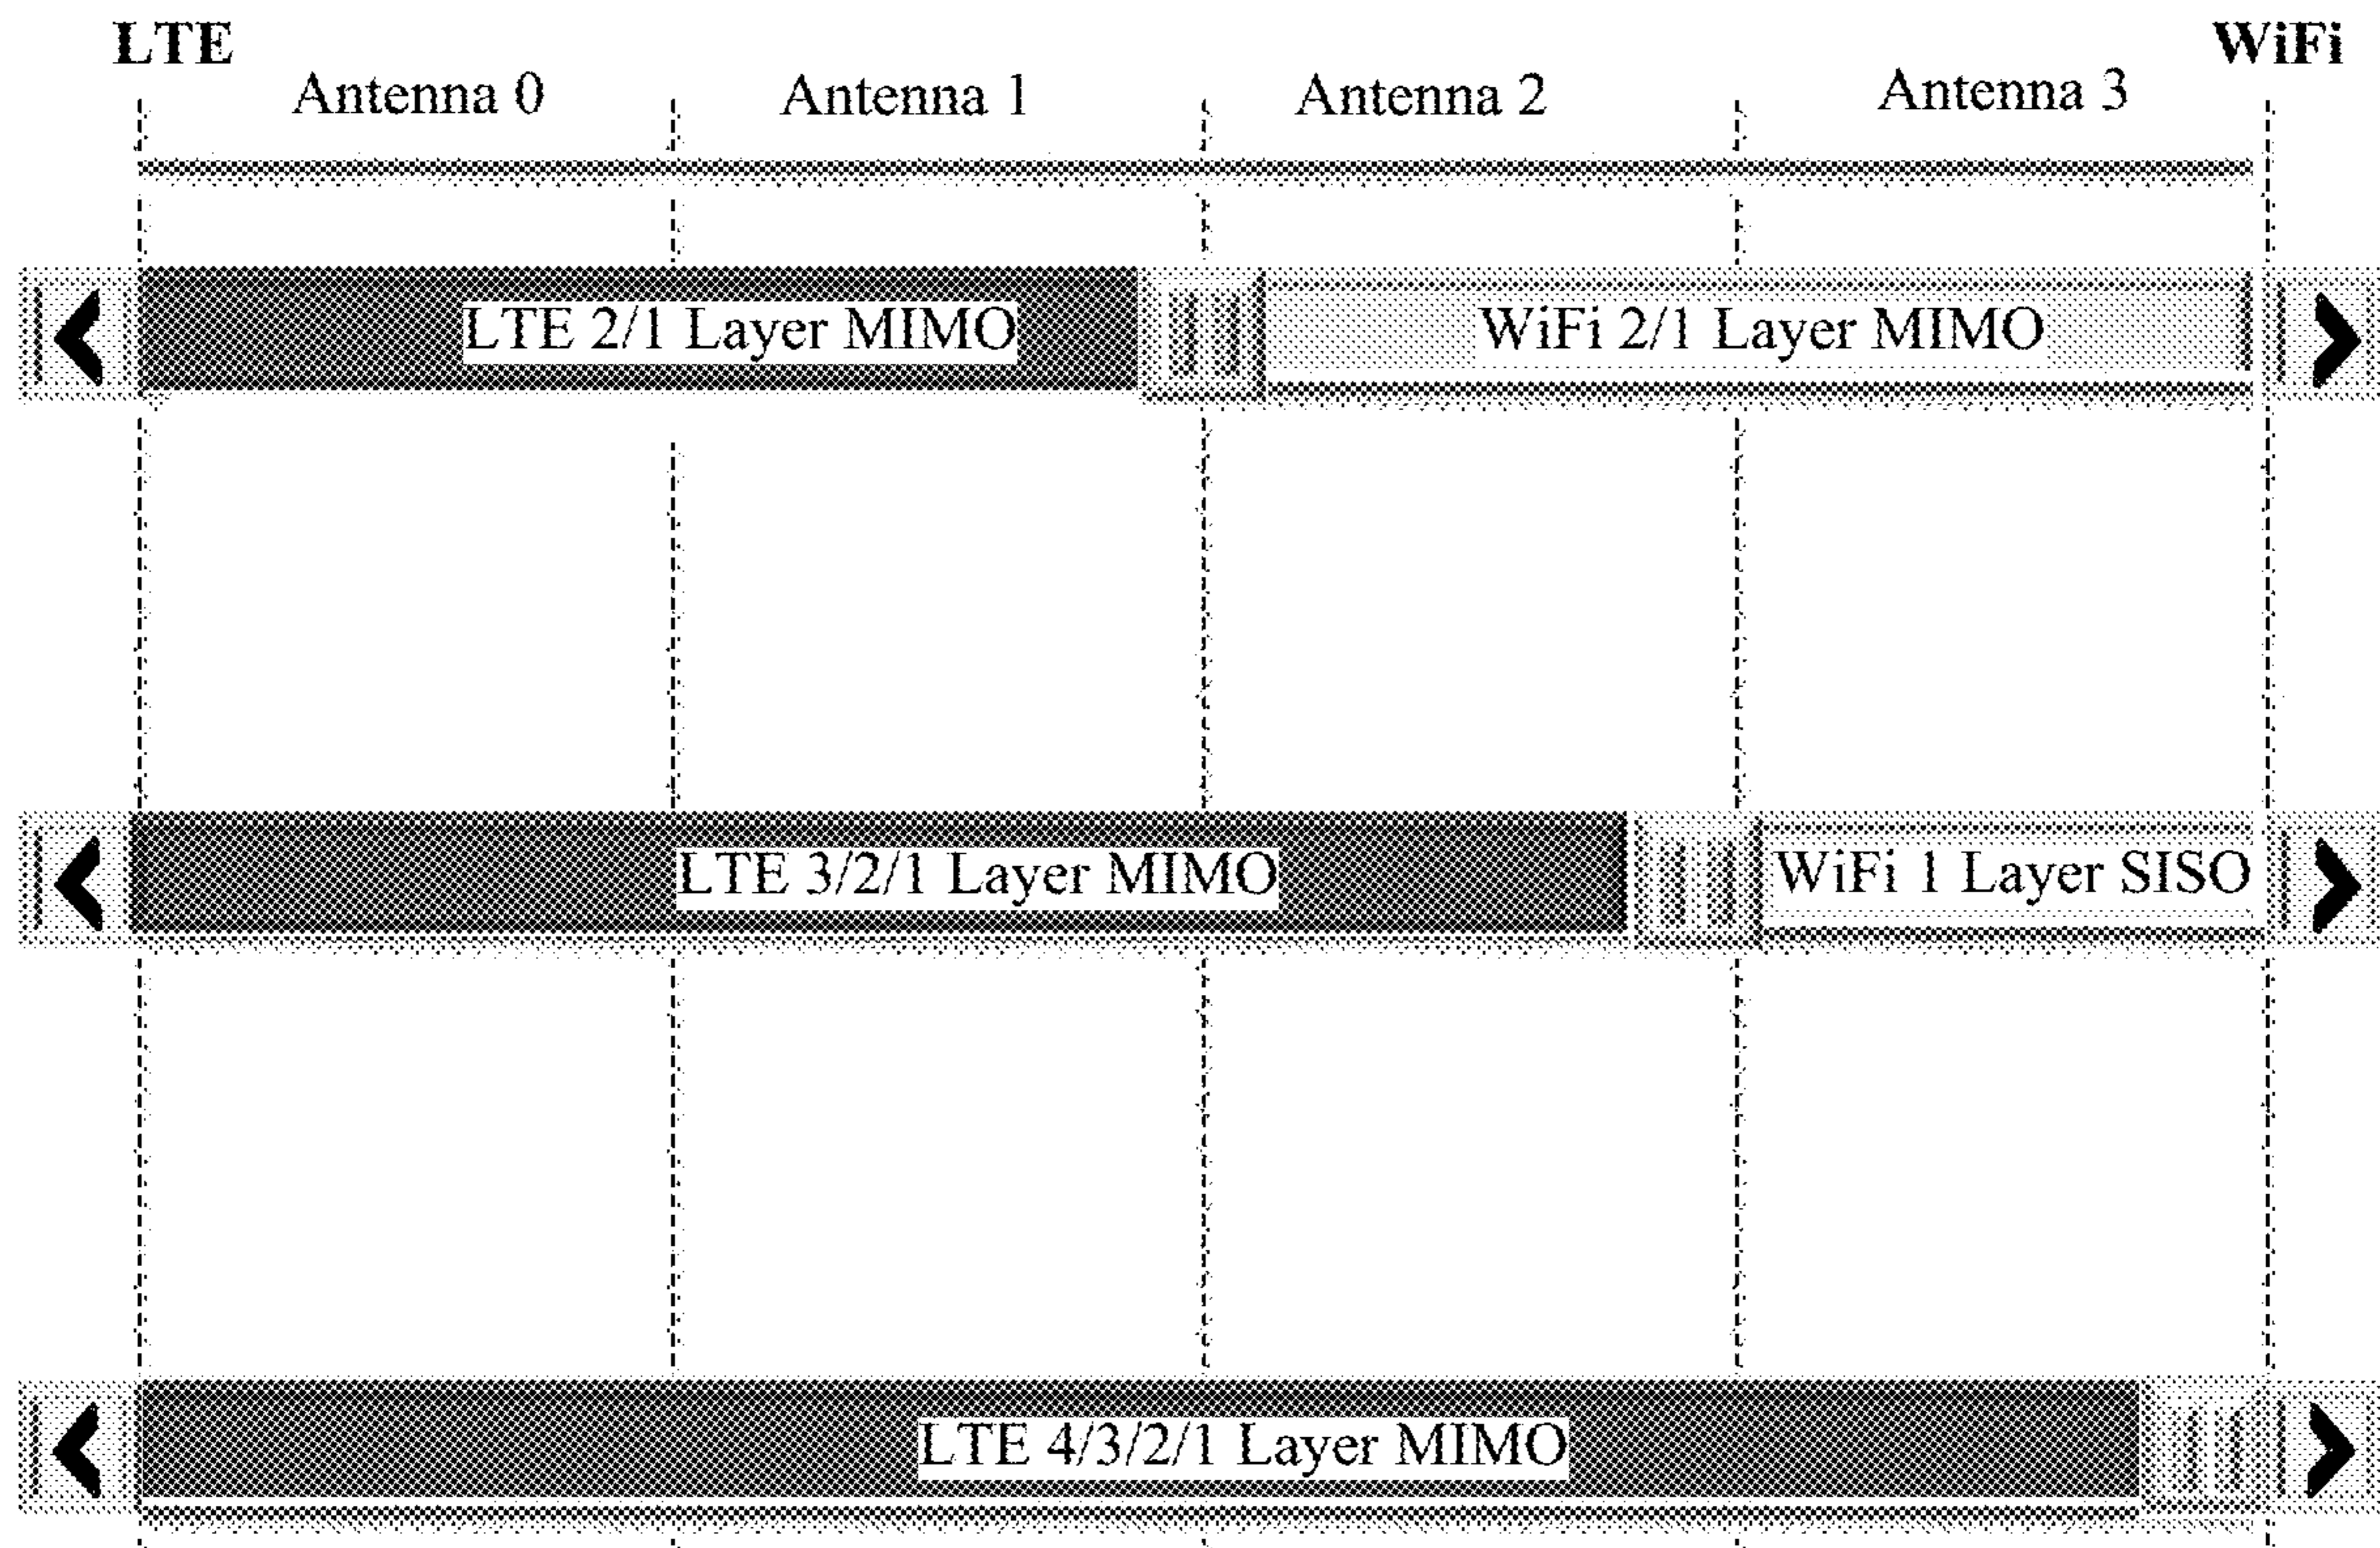 LTE
WiFi
Antenna 0
Antenna 1
Antenna 2
Antenna 3
LTE 2/1 Layer MIMO
WiFi 2/1 Layer MIMO
LTE 3/2/1 Layer MIMO
WiFi 1 Layer SISO
LTE 4/3/2/1 Layer MIMO